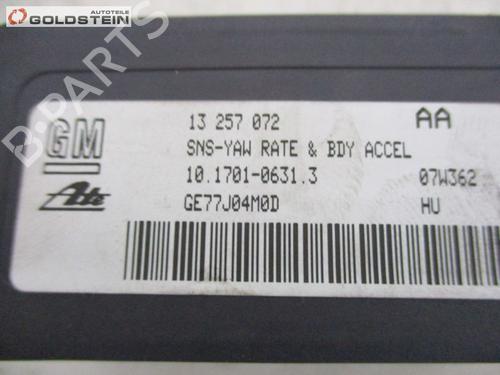 AUTOTEILE
GOLDSTEIN
B-PARTS
GM
13 257 072
AA
SNS-YAW RATE & BDY ACCEL
Ate
10.1701-0631.3
07W362
GE77J04M0D
HU